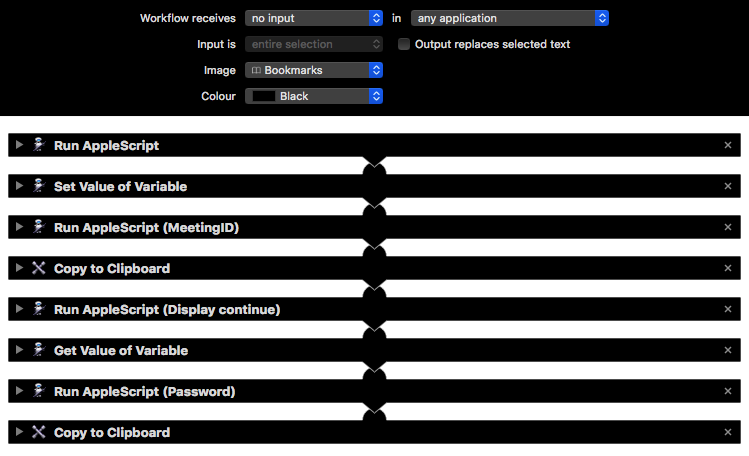 Workflow receives no input in any application
Input is entire selection Output replaces selected text
Image Bookmarks
Colour Black
Run AppleScript
Set Value of Variable
Run AppleScript (MeetingID)
Copy to Clipboard
Run AppleScript (Display continue)
Get Value of Variable
Run AppleScript (Password)
Copy to Clipboard